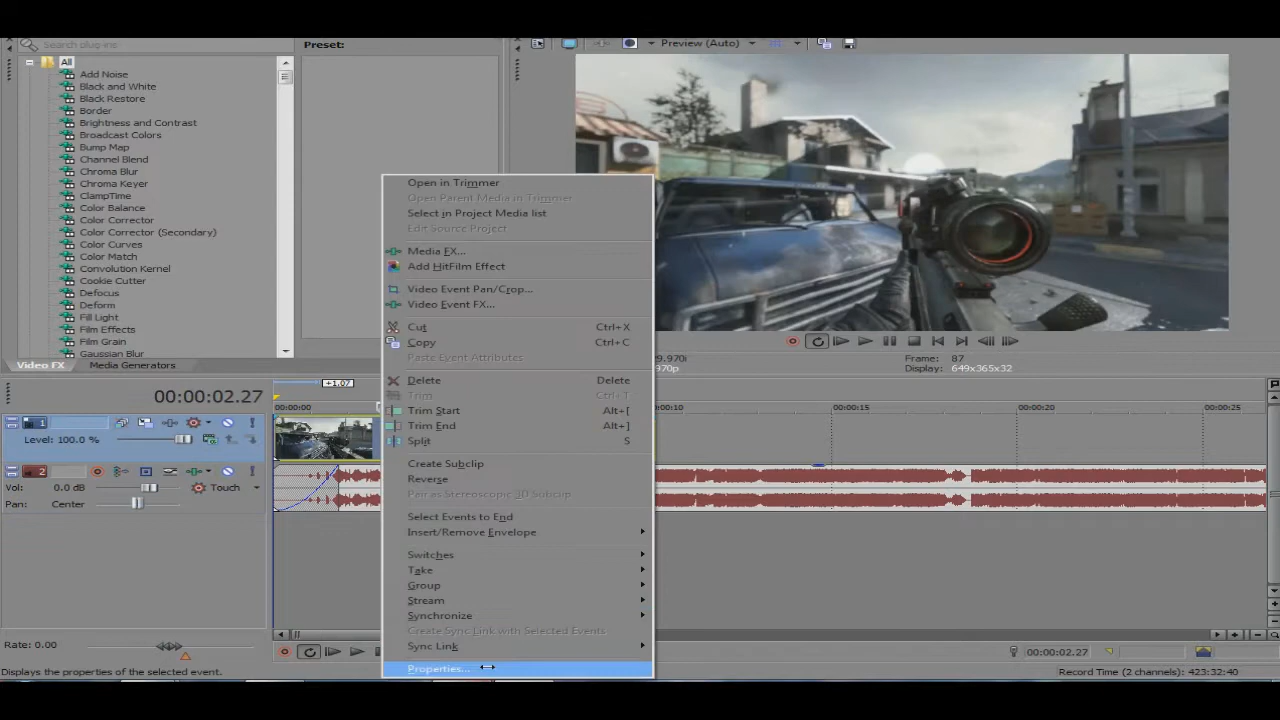 Search plug-ins
Preset:
Preview (Auto)
All
Add Noise
Black and White
Black Restore
Border
Brightness and Contrast
Broadcast Colors
Bump Map
Channel Blend
Chroma Blur
Chroma Keyer
ClampTime
Color Balance
Color Corrector
Color Corrector (Secondary)
Color Curves
Color Match
Convolution Kernel
Cookie Cutter
Defocus
Deform
Fill Light
Film Effects
Film Grain
Gaussian Blur
Video FX
Media Generators
Open in Trimmer
Open Parent Media in Trimmer
Select in Project Media list
Edit Source Project
Media FX...
Add HitFilm Effect
Video Event Pan/Crop...
Video Event FX...
Cut Ctrl+X
Copy Ctrl+C
Paste Event Attributes
Delete Delete
Trim Ctrl+T
Trim Start Alt+[
Trim End Alt+]
Split S
Create Subclip
Reverse
Pair as Stereoscopic 3D Subclip
Select Events to End
Insert/Remove Envelope
Switches
Take
Group
Stream
Synchronize
Create Sync Link with Selected Events
Sync Link
Properties...
29.970i
970p
Frame: 87
Display: 649x365x32
00:00:02.27
+1.07
00:00:00
00:00:15
00:00:20
00:00:25
1
Level: 100.0 %
2
Vol: 0.0 dB
Touch
Pan: Center
Rate: 0.00
Displays the properties of the selected event.
00:00:02.27
Record Time (2 channels): 423:32:40